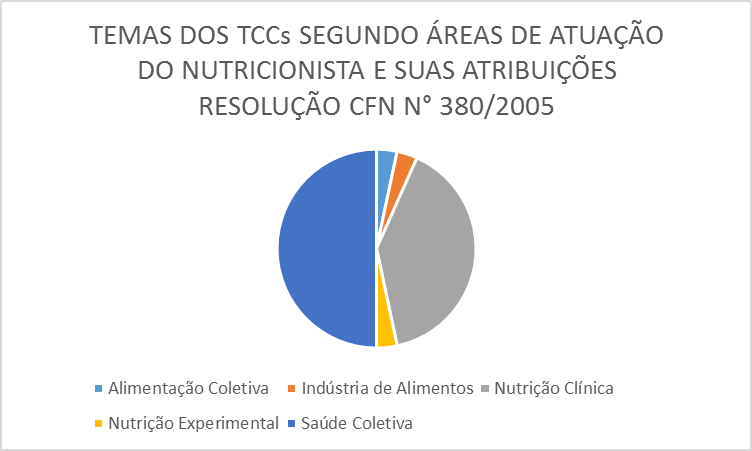 TEMAS DOS TCCs SEGUNDO ÁREAS DE ATUAÇÃO
DO NUTRICIONISTA E SUAS ATRIBUIÇÕES
RESOLUÇÃO CFN N° 380/2005
Alimentação Coletiva Indústria de Alimentos Nutrição Clínica
Nutrição Experimental Saúde Coletiva